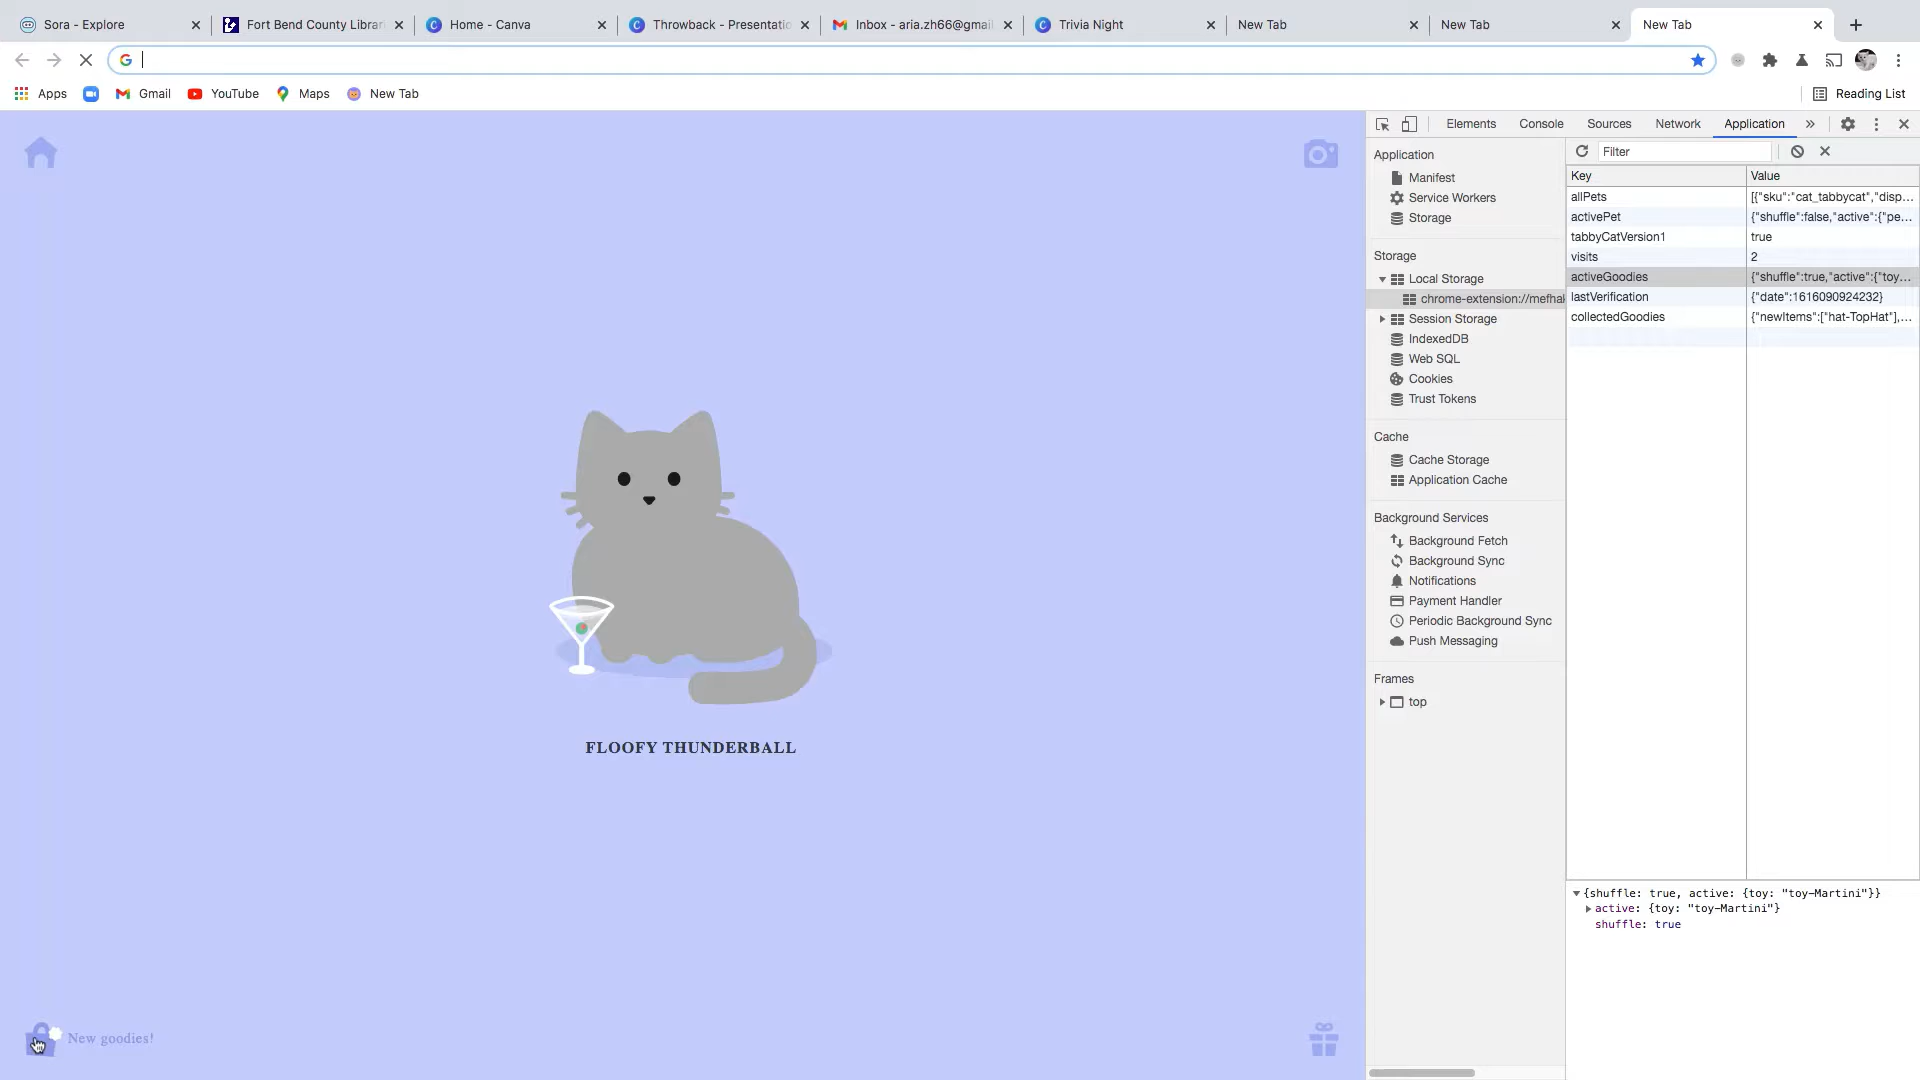 Sora - Explore
Fort Bend County Librari
Home - Canva
Throwback - Presentatio
Inbox - aria.zh66@gmail
Trivia Night
New Tab
New Tab
New Tab
Apps
Gmail
YouTube
Maps
New Tab
Reading List
Elements
Console
Sources
Network
Application
»
Application
Manifest
Service Workers
Storage
Storage
Local Storage
chrome-extension://mefhak
Session Storage
IndexedDB
Web SQL
Cookies
Trust Tokens
Cache
Cache Storage
Application Cache
Background Services
Background Fetch
Background Sync
Notifications
Payment Handler
Periodic Background Sync
Push Messaging
Frames
top
Filter
Key Value
allPets [{"sku":"cat_tabbycat","disp…
activePet {"shuffle":false,"active":{"pe…
tabbyCatVersion1 true
visits 2
activeGoodies {"shuffle":true,"active":{"toy…
lastVerification {"date":1616090924232}
collectedGoodies {"newItems":["hat-TopHat"],…
{shuffle: true, active: {toy: "toy-Martini"}}
active: {toy: "toy-Martini"}
shuffle: true
FLOOFY THUNDERBALL
New goodies!